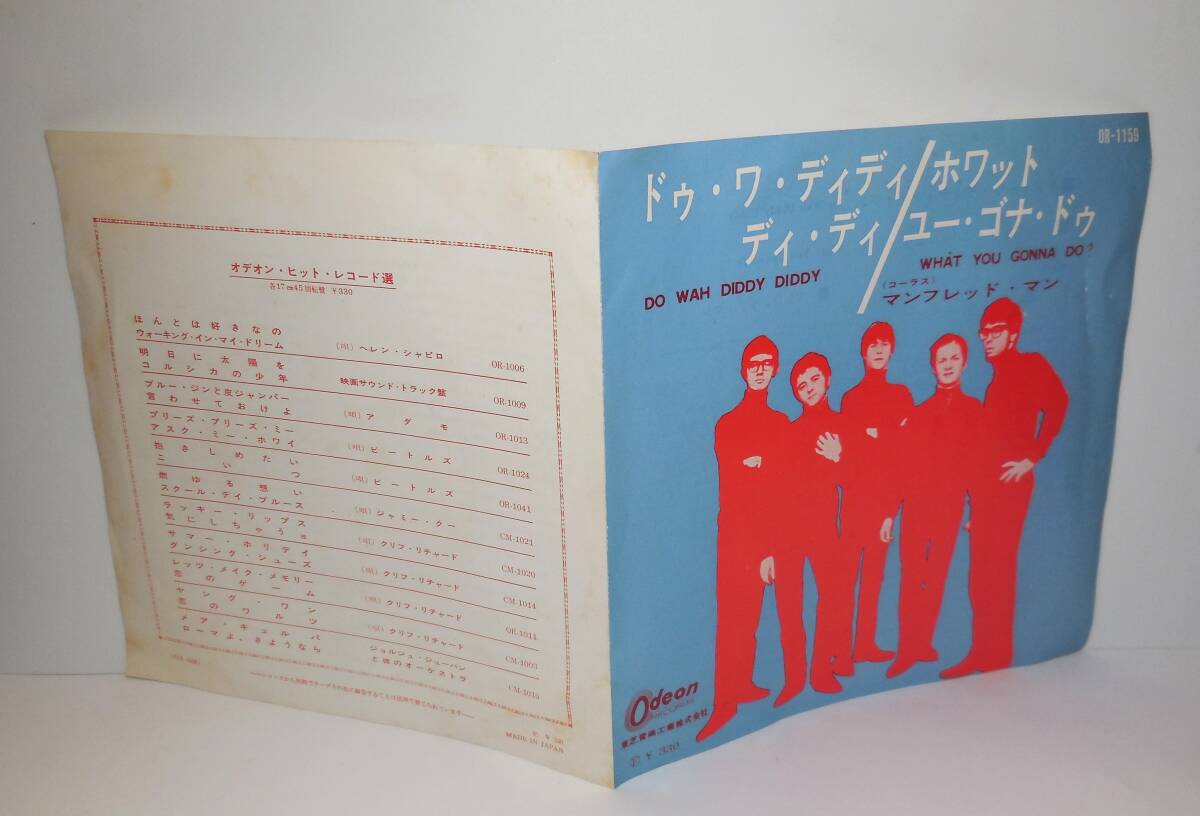 オデオン・ヒット・レコード選
各17㎝45回転盤 ￥330
ほんとは好きなの
ウォーキング・イン・マイ・ドリーム (唄) ヘレン・シャピロ OR-1006
明日に太陽を
コルシカの少年 映画サウンド・トラック盤 OR-1009
ブルー・ジンと皮ジャンパー
言わせておけよ (唄) アダモ OR-1013
プリーズ・プリーズ・ミー
アスク・ミー・ホワイ (唄) ビートルズ OR-1024
抱きしめたい
こいつ (唄) ビートルズ OR-1041
燃ゆる想い
スクール・デイ・ブルース (唄) ジャミー・クー CM-1021
ラッキー・リップス
気にしちゃうョ (唄) クリフ・リチャード CM-1020
サマー・ホリデイ
ダンシング・シューズ (唄) クリフ・リチャード CM-1014
レッツ・メイク・メモリー
恋のゲーム (唄) クリフ・リチャード OR-1011
ヤング・ワン
恋のワルツ (唄) クリフ・リチャード CM-1003
メア・キュルパ
ローマよ、さようなら ジョルジュ・ジューバンと彼のオーケストラ CM-1015
MADE IN JAPAN
OR-1159
ドゥ・ワ・ディディ/ホワット
ディ・ディ/ユー・ゴナ・ドゥ
DO WAH DIDDY DIDDY
WHAT YOU GONNA DO?
(コーラス)
マンフレッド・マン
Odeon
RECORDS
東芝音楽工業株式会社
Ⓟ ￥330